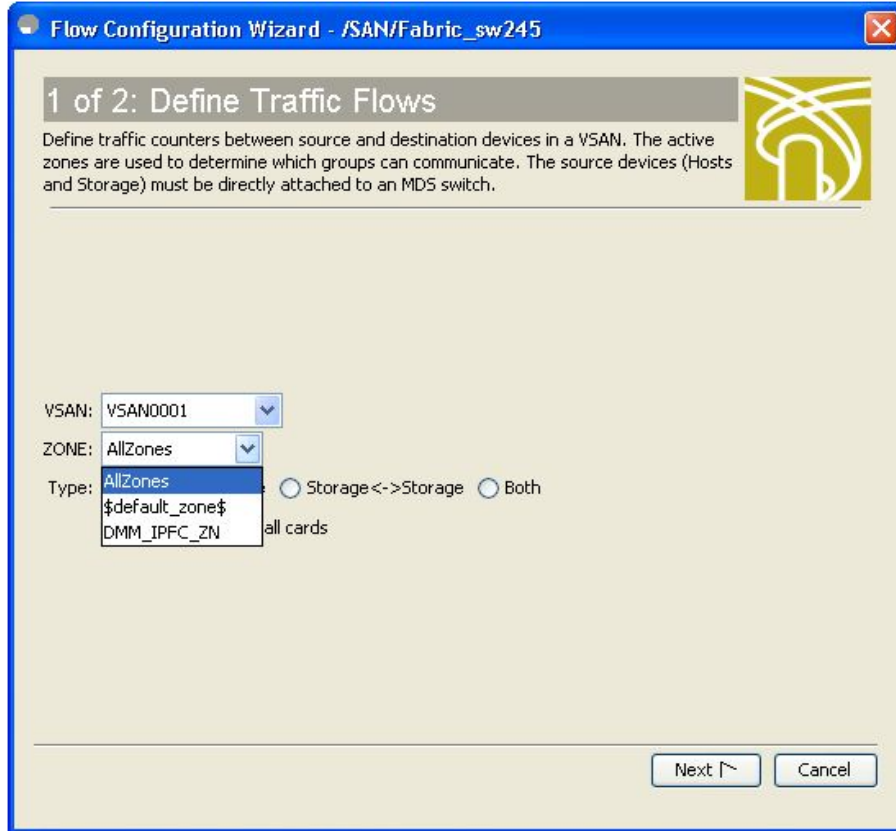 Flow Configuration Wizard - /SAN/Fabric_sw245
1 of 2: Define Traffic Flows
Define traffic counters between source and destination devices in a VSAN. The active
zones are used to determine which groups can communicate. The source devices (Hosts
and Storage) must be directly attached to an MDS switch.
VSAN: VSAN0001
ZONE: AllZones
AllZones
Type: Storage<->Storage Both
$default_zone$
DMM_IPFC_ZN all cards
Next Cancel